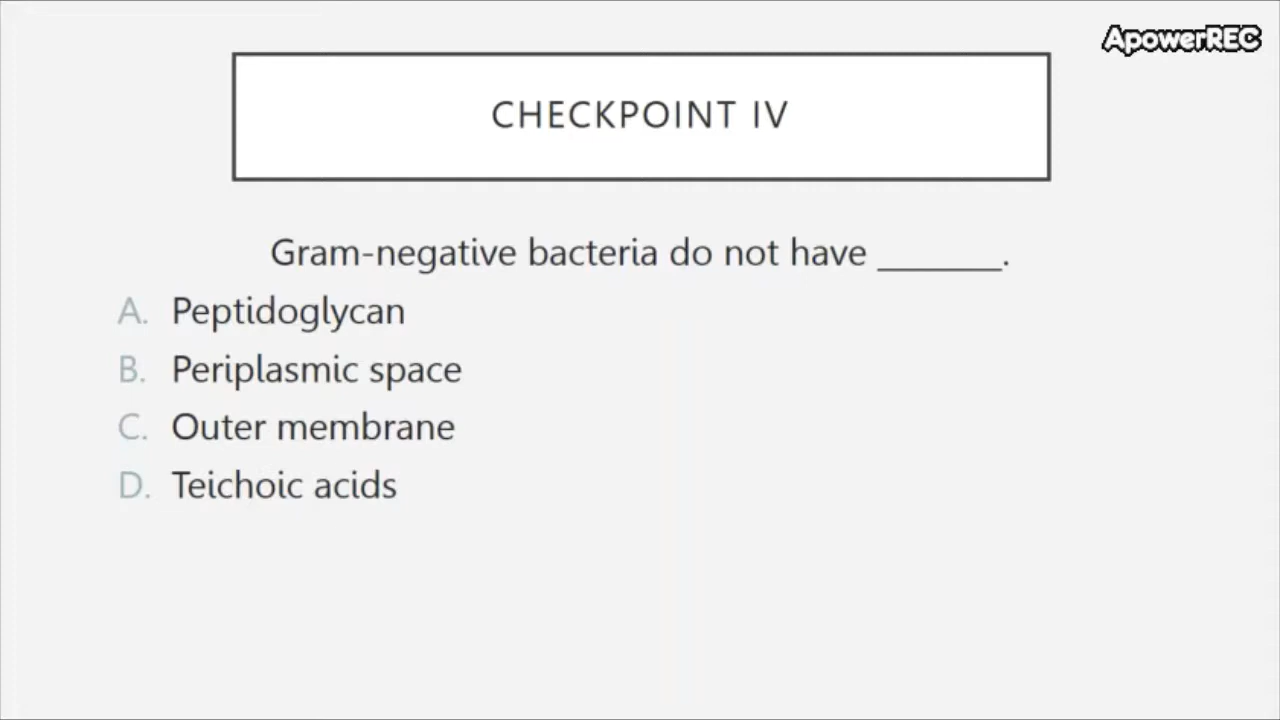 ApowerREC
CHECKPOINT IV
Gram-negative bacteria do not have _______.
A. Peptidoglycan
B. Periplasmic space
C. Outer membrane
D. Teichoic acids